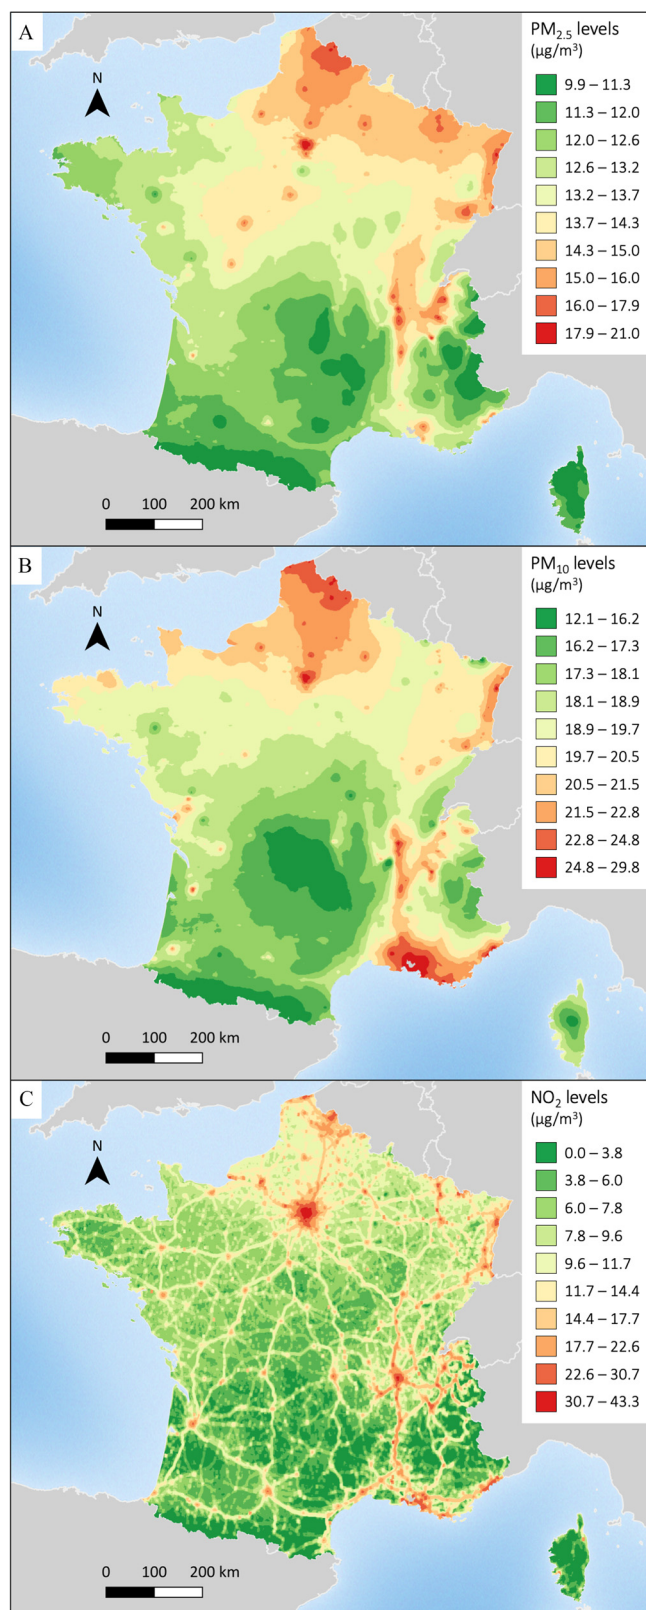 A
N
PM2.5 levels
(µg/m³)
9.9 – 11.3
11.3 – 12.0
12.0 – 12.6
12.6 – 13.2
13.2 – 13.7
13.7 – 14.3
14.3 – 15.0
15.0 – 16.0
16.0 – 17.9
17.9 – 21.0
0 100 200 km
B
N
PM10 levels
(µg/m³)
12.1 – 16.2
16.2 – 17.3
17.3 – 18.1
18.1 – 18.9
18.9 – 19.7
19.7 – 20.5
20.5 – 21.5
21.5 – 22.8
22.8 – 24.8
24.8 – 29.8
0 100 200 km
C
N
NO2 levels
(µg/m³)
0.0 – 3.8
3.8 – 6.0
6.0 – 7.8
7.8 – 9.6
9.6 – 11.7
11.7 – 14.4
14.4 – 17.7
17.7 – 22.6
22.6 – 30.7
30.7 – 43.3
0 100 200 km